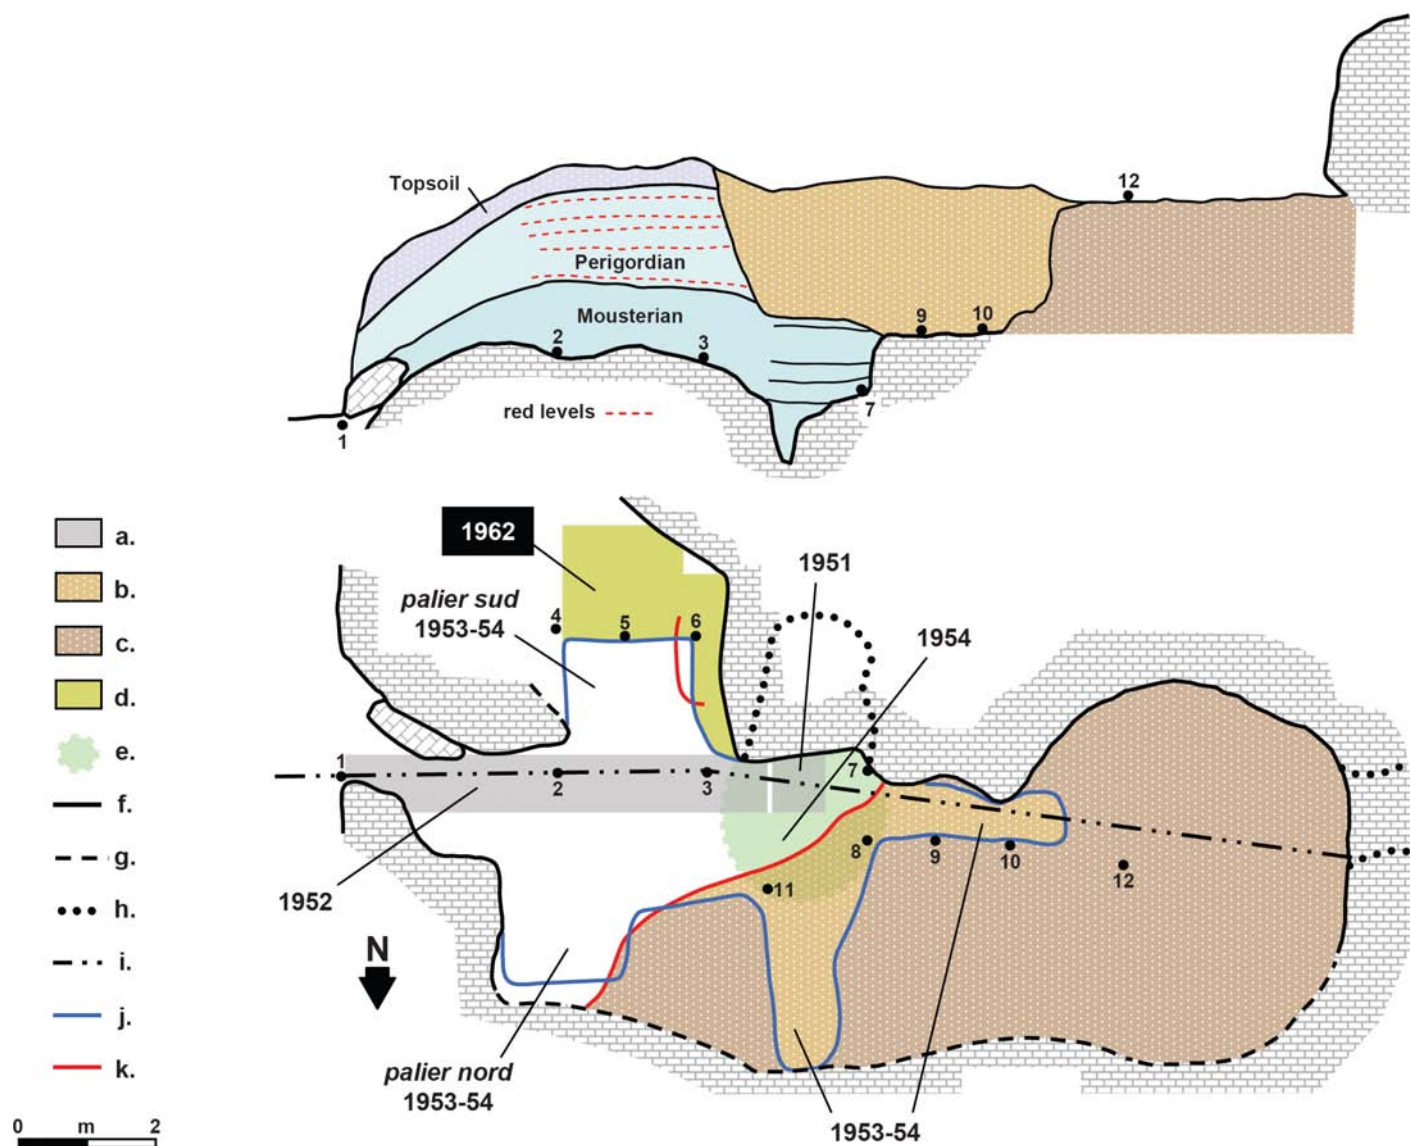 Topsoil
12
Perigordian
Mousterian
2
3
9
10
red levels
7
1
1962
1951
palier sud
1953-54
4
5
6
1954
a.
b.
c.
d.
e.
f.
g.
h.
i.
j.
k.
1
2
3
7
8
9
10
12
11
1952
N
palier nord
1953-54
1953-54
0 m 2